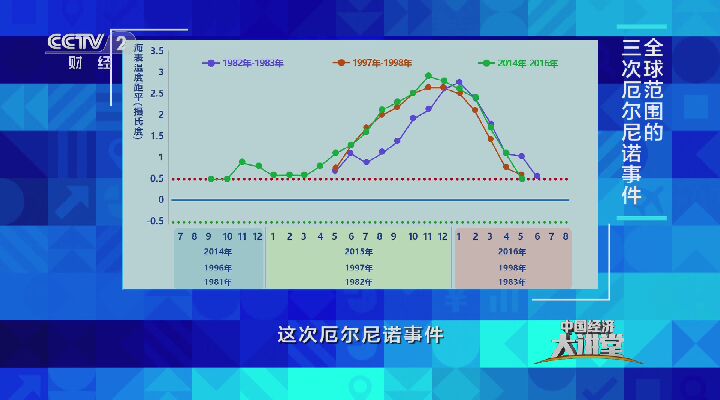 CCTV 2
财经
全球范围的
三次厄尔尼诺事件
海表温度距平(摄氏度)
1982年-1983年
1997年-1998年
2014年 2016年
3.5
3
2.5
2
1.5
1
0.5
0
-0.5
7 8 9 10 11 12 1 2 3 4 5 6 7 8 9 10 11 12 1 2 3 4 5 6 7 8
2014年 2015年 2016年
1996年 1997年 1998年
1981年 1982年 1983年
这次厄尔尼诺事件
中国经济
大讲堂